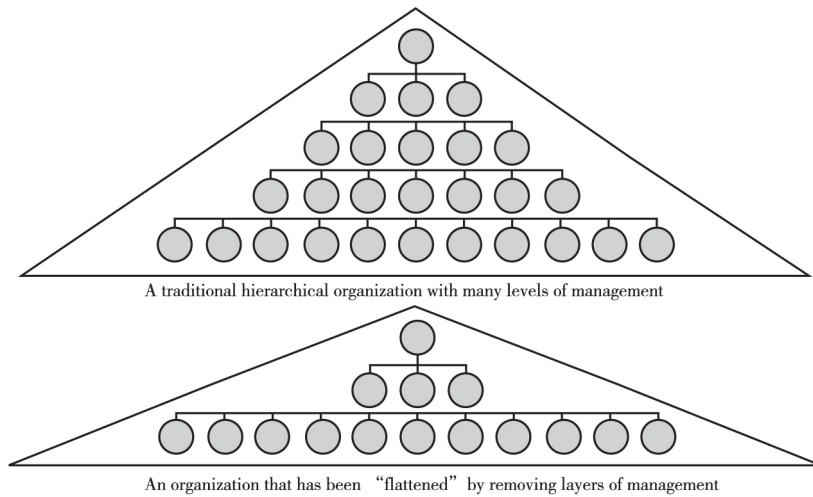 A traditional hierarchical organization with many levels of management
An organization that has been “flattened” by removing layers of management